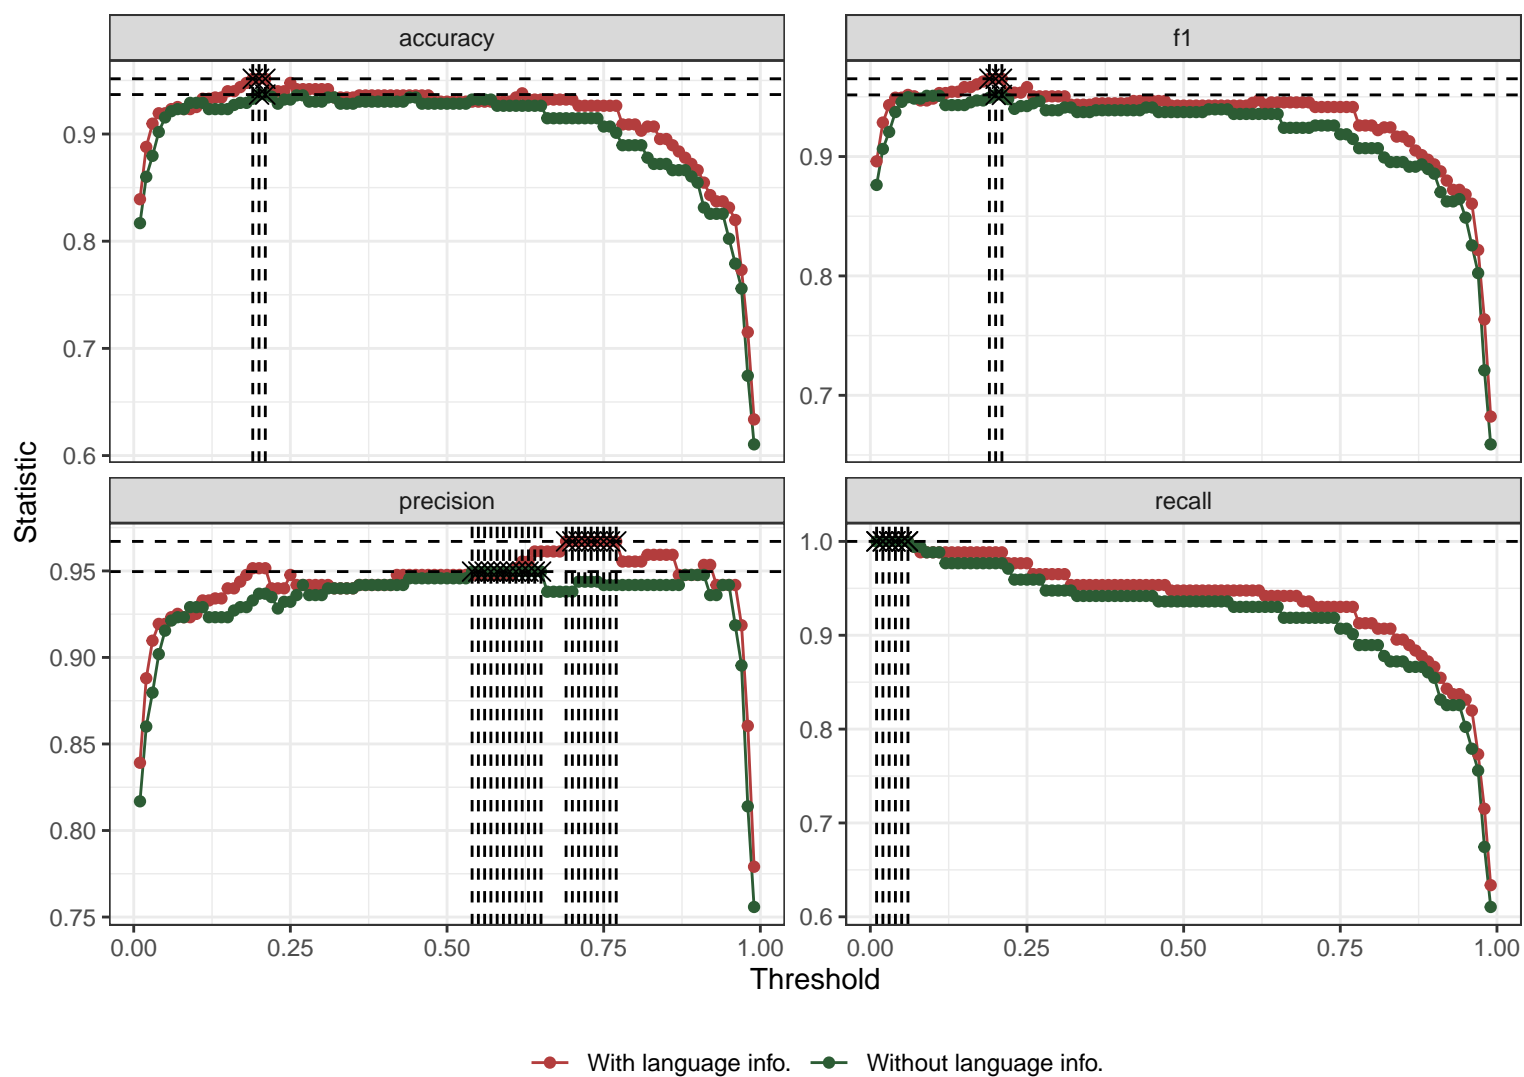 accuracy
f1
0.9
0.8
0.7
0.6
0.9
0.8
0.7
Statistic
precision
recall
0.95
0.90
0.85
0.80
0.75
1.0
0.9
0.8
0.7
0.6
0.00 0.25 0.50 0.75 1.00
0.00 0.25 0.50 0.75 1.00
Threshold
With language info. Without language info.